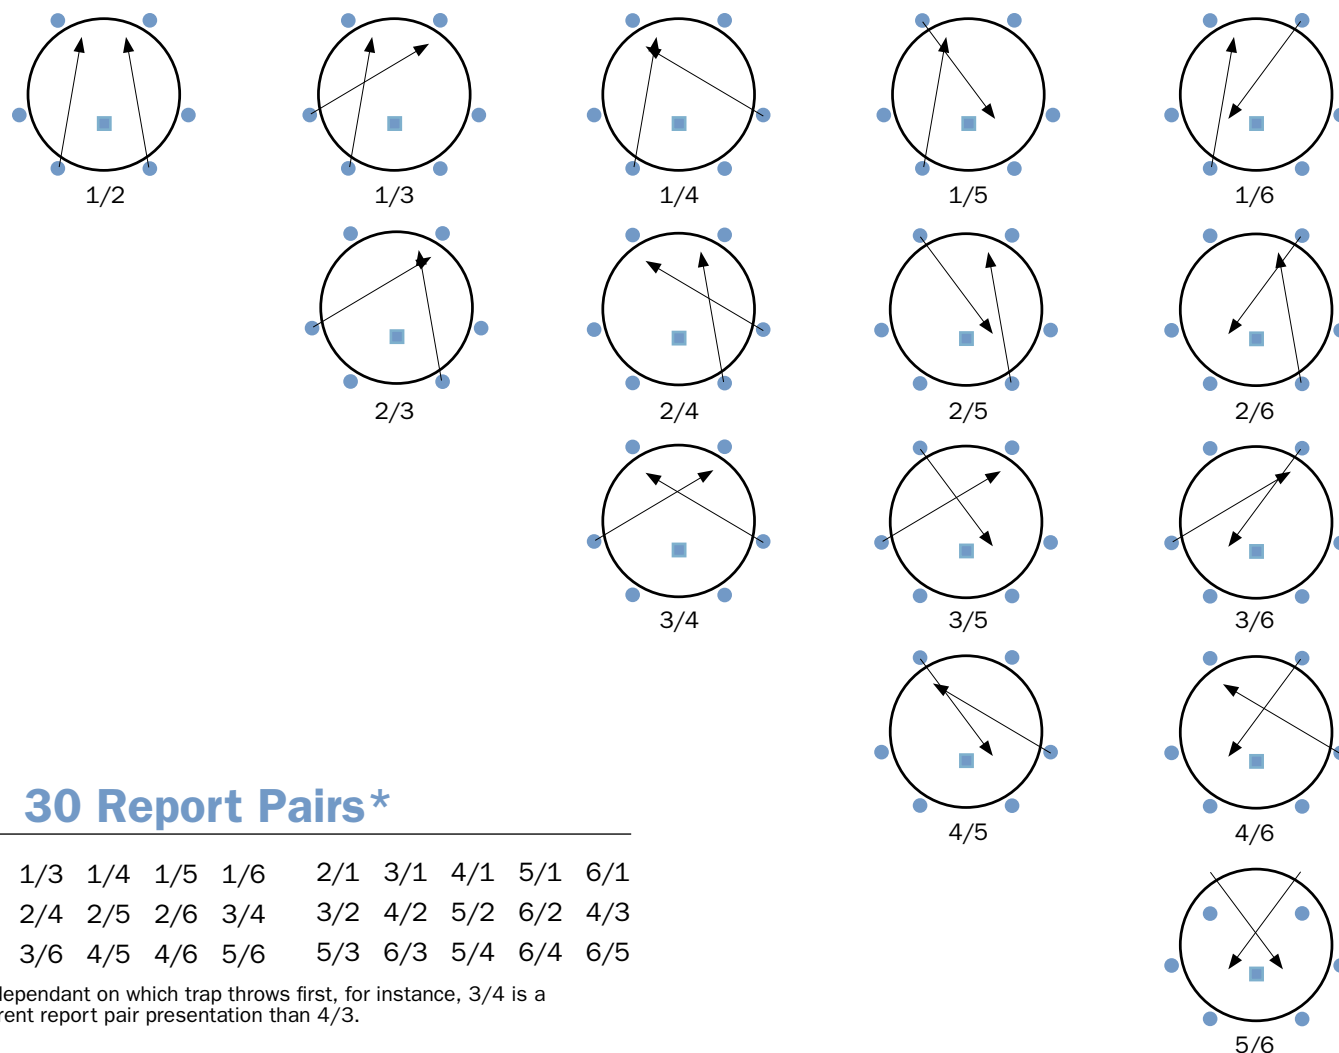 1/2 1/3 1/4 1/5 1/6
2/3 2/4 2/5 2/6
3/4 3/5 3/6
4/5 4/6
5/6
30 Report Pairs*
1/3 1/4 1/5 1/6 2/1 3/1 4/1 5/1 6/1
2/4 2/5 2/6 3/4 3/2 4/2 5/2 6/2 4/3
3/6 4/5 4/6 5/6 5/3 6/3 5/4 6/4 6/5
dependant on which trap throws first, for instance, 3/4 is a
rent report pair presentation than 4/3.